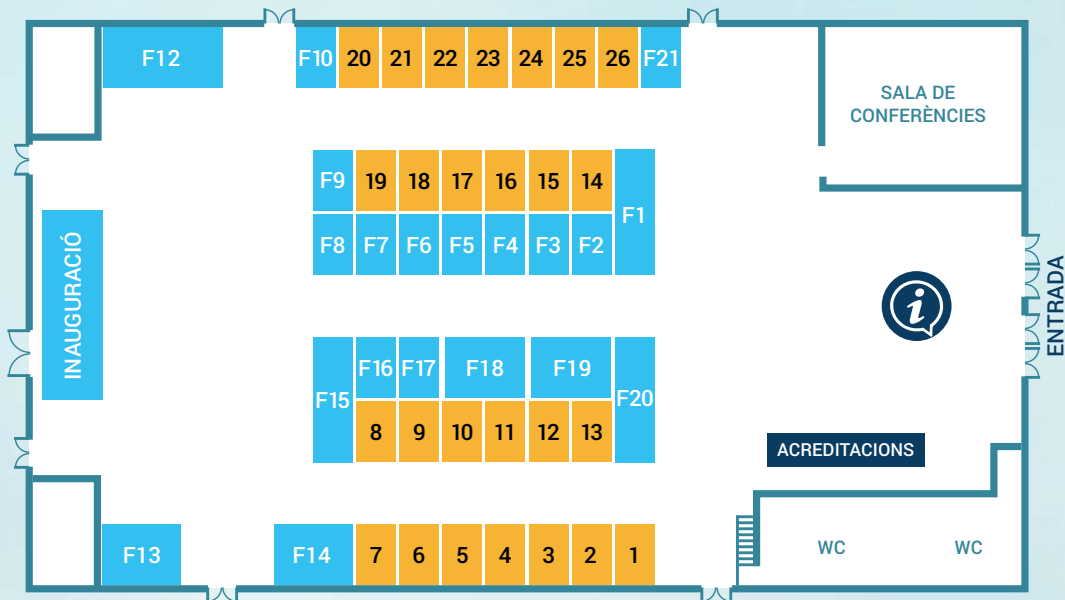 F12
F10
20
21
22
23
24
25
26
F21
SALA DE
CONFERÈNCIES
F9
19
18
17
16
15
14
F1
F8
F7
F6
F5
F4
F3
F2
INAUGURACIÓ
i
ENTRADA
F15
F16
F17
F18
F19
F20
8
9
10
11
12
13
ACREDITACIONS
F13
F14
7
6
5
4
3
2
1
WC
WC